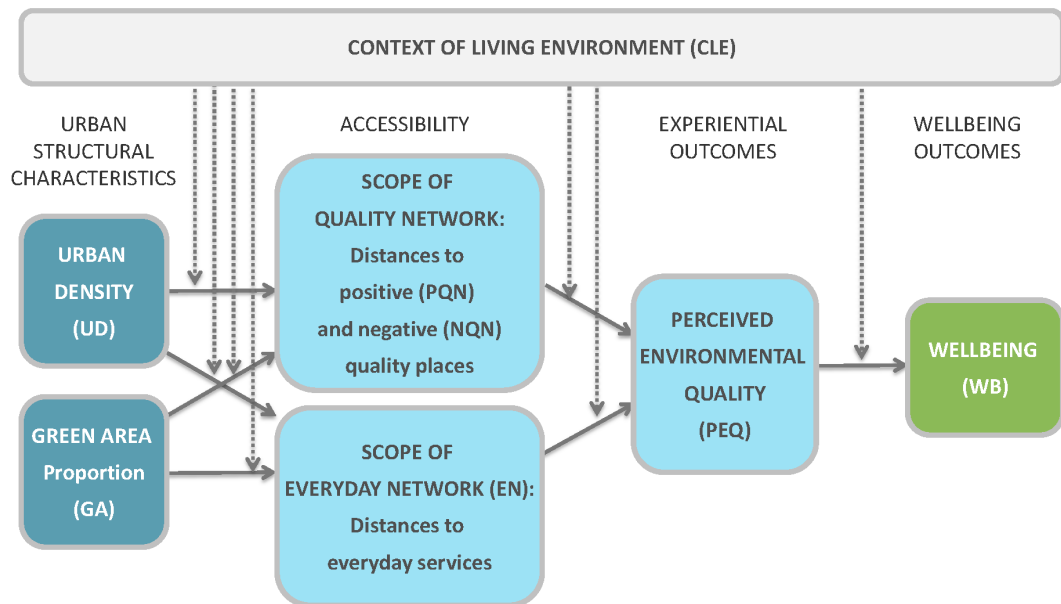 CONTEXT OF LIVING ENVIRONMENT (CLE)
URBAN
STRUCTURAL
CHARACTERISTICS
ACCESSIBILITY
EXPERIENTIAL
OUTCOMES
WELLBEING
OUTCOMES
URBAN
DENSITY
(UD)
GREEN AREA
Proportion
(GA)
SCOPE OF
QUALITY NETWORK:
Distances to
positive (PQN)
and negative (NQN)
quality places
SCOPE OF
EVERYDAY NETWORK (EN):
Distances to
everyday services
PERCEIVED
ENVIRONMENTAL
QUALITY
(PEQ)
WELLBEING
(WB)